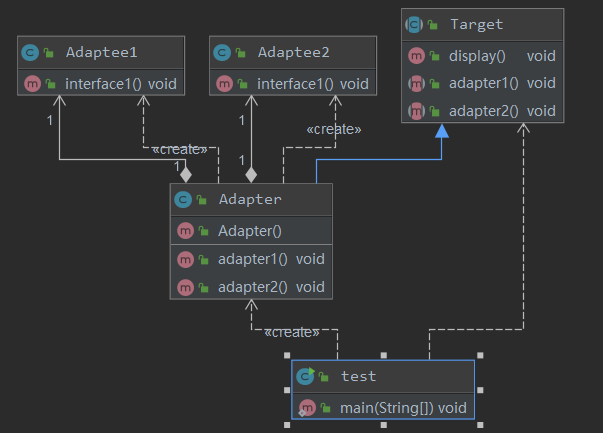 C Adaptee1
m interface1() void
C Adaptee2
m interface1() void
C Target
m display() void
m adapter1() void
m adapter2() void
1
1
«create»
«create»
1
1
C Adapter
m Adapter()
m adapter1() void
m adapter2() void
«create»
C test
m main(String[]) void